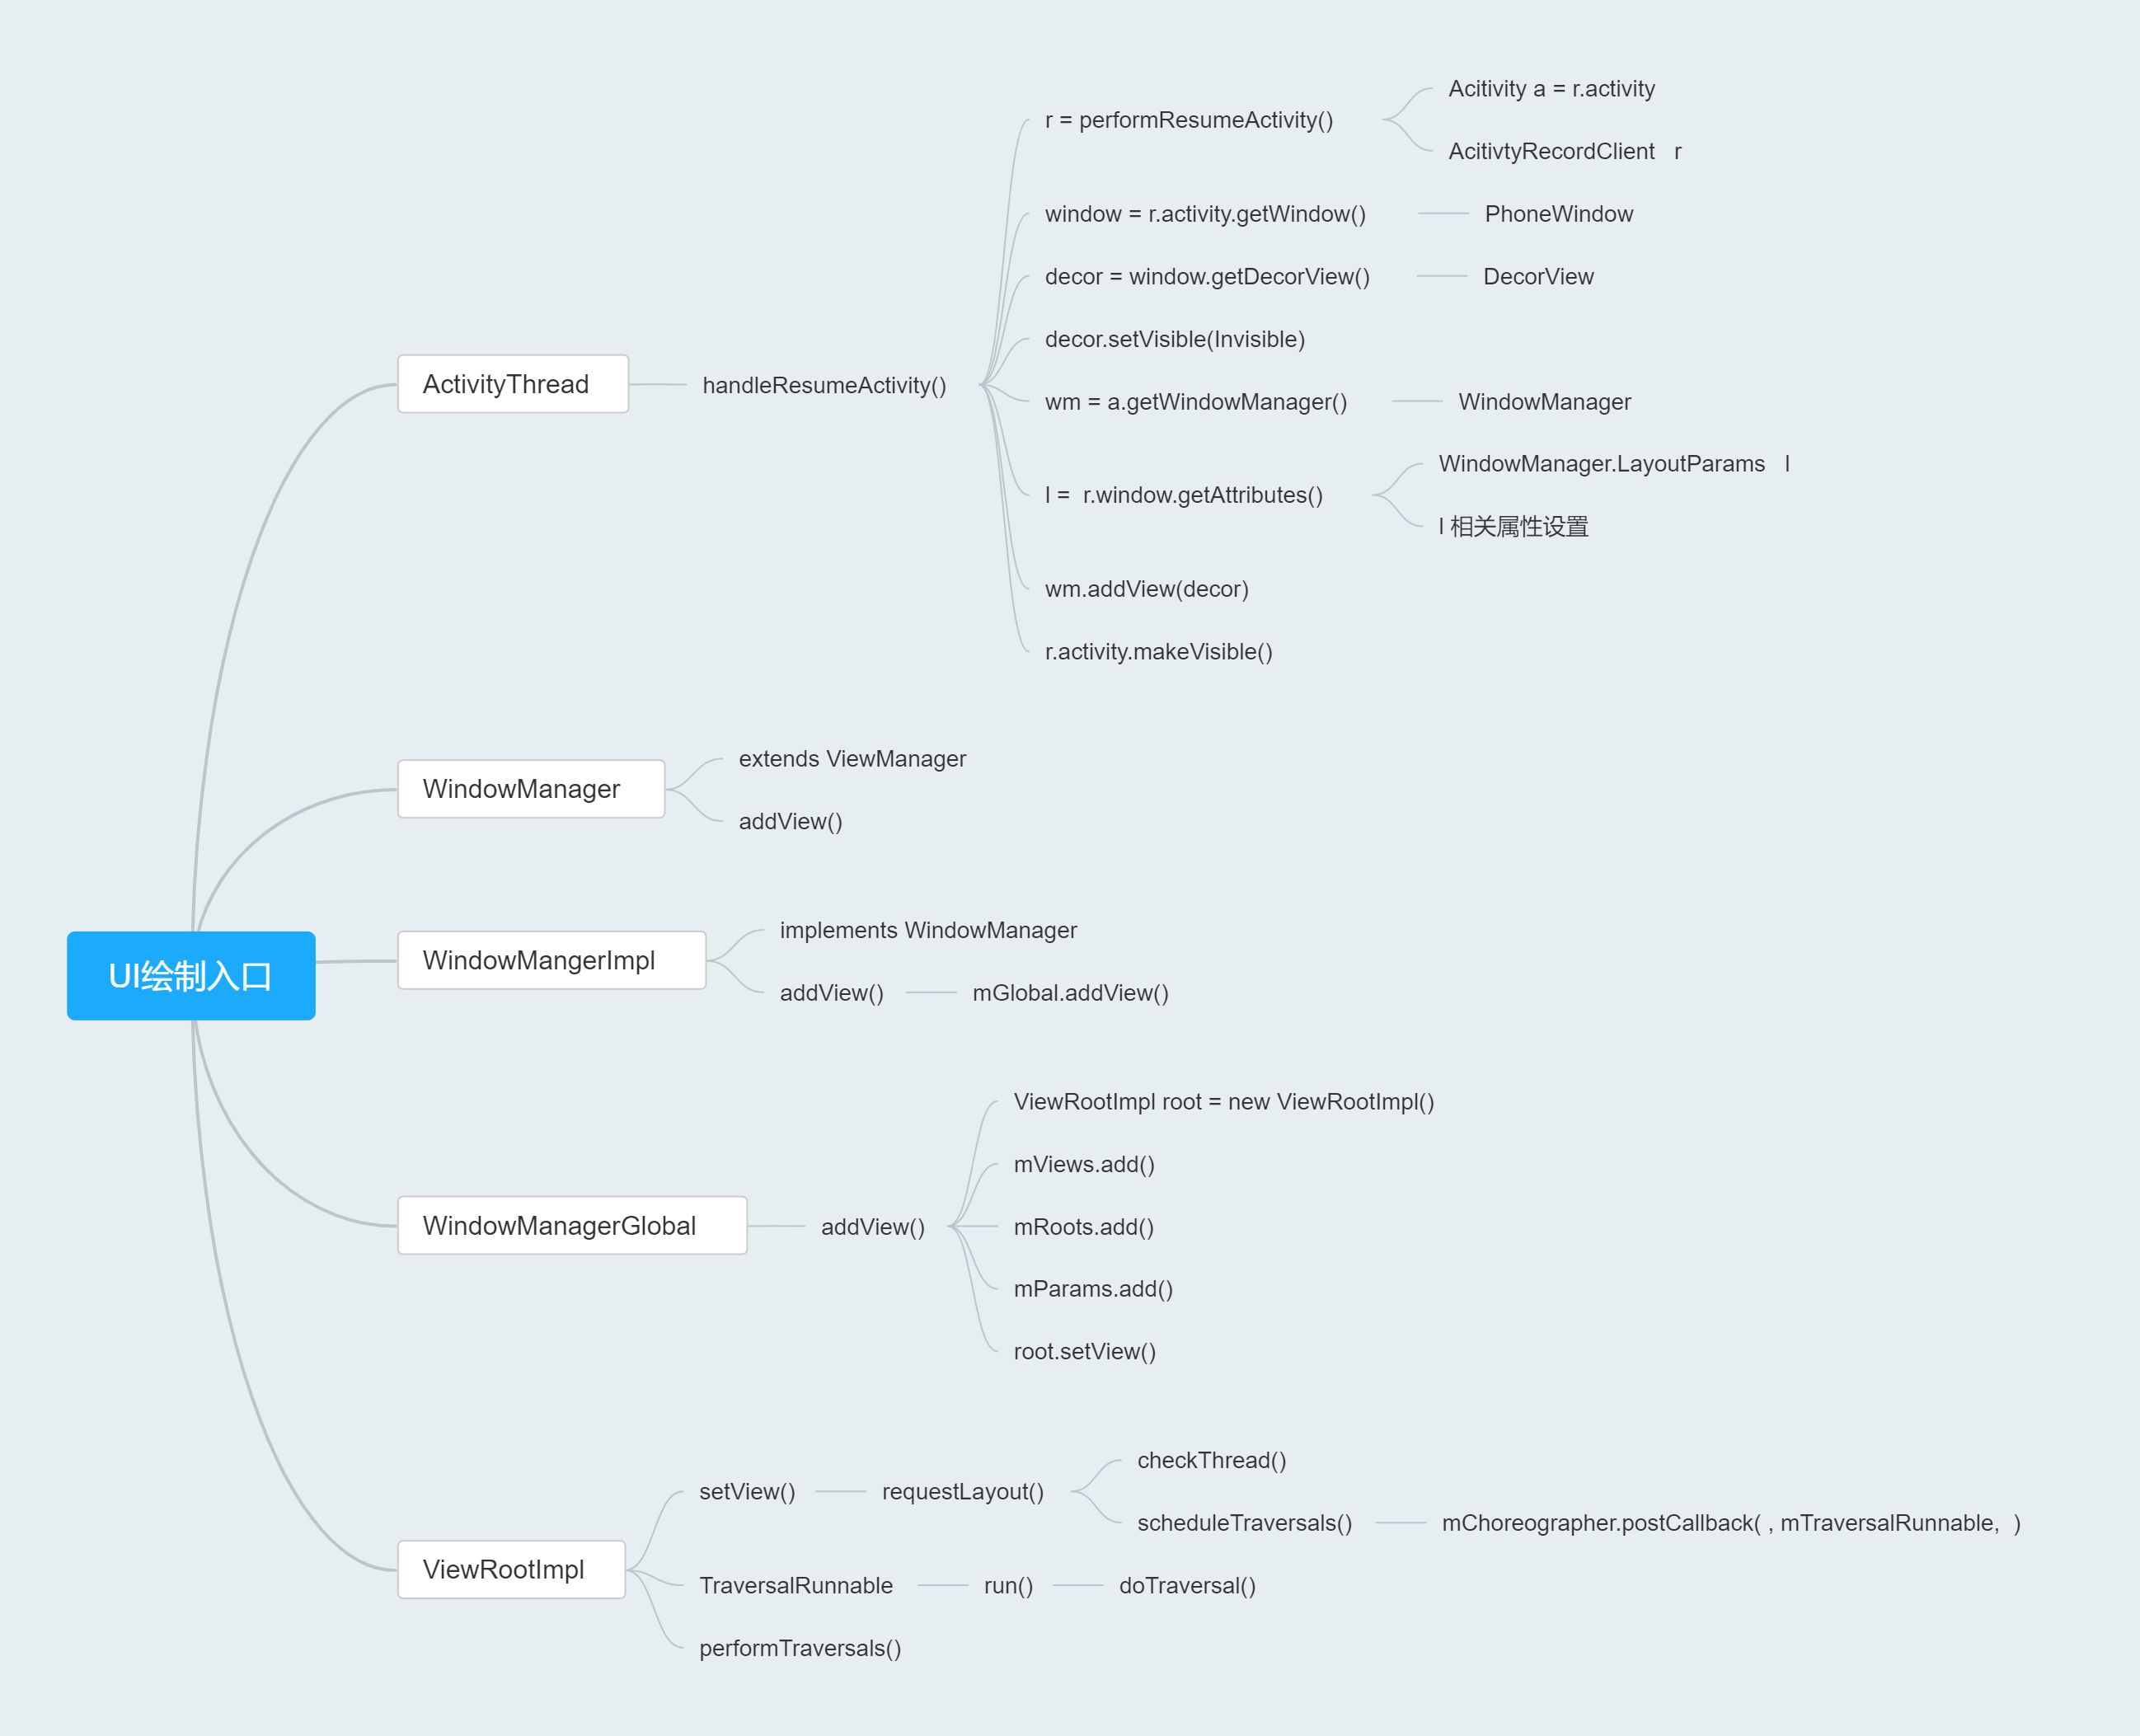 UI绘制入口
ActivityThread
handleResumeActivity()
r = performResumeActivity()
Acitivity a = r.activity
AcitivtyRecordClient   r
window = r.activity.getWindow()
PhoneWindow
decor = window.getDecorView()
DecorView
decor.setVisible(Invisible)
wm = a.getWindowManager()
WindowManager
l =  r.window.getAttributes()
WindowManager.LayoutParams   l
l 相关属性设置
wm.addView(decor)
r.activity.makeVisible()
WindowManager
extends ViewManager
addView()
WindowMangerImpl
implements WindowManager
addView()
mGlobal.addView()
WindowManagerGlobal
addView()
ViewRootImpl root = new ViewRootImpl()
mViews.add()
mRoots.add()
mParams.add()
root.setView()
ViewRootImpl
setView()
requestLayout()
checkThread()
scheduleTraversals()
mChoreographer.postCallback( , mTraversalRunnable,  )
TraversalRunnable
run()
doTraversal()
performTraversals()